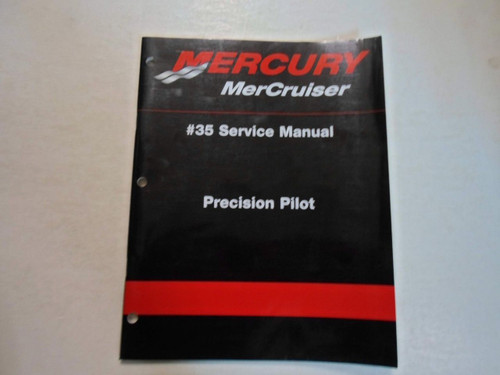 MERCURY
MerCruiser
#35 Service Manual
Precision Pilot